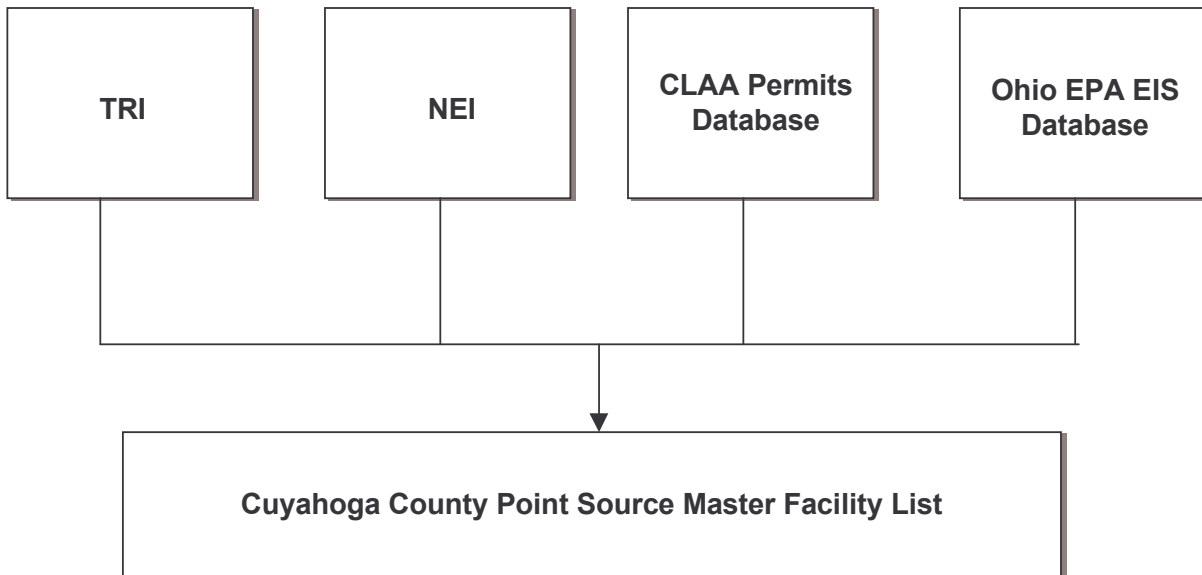 TRI
NEI
CLAA Permits
Database
Ohio EPA EIS
Database
Cuyahoga County Point Source Master Facility List